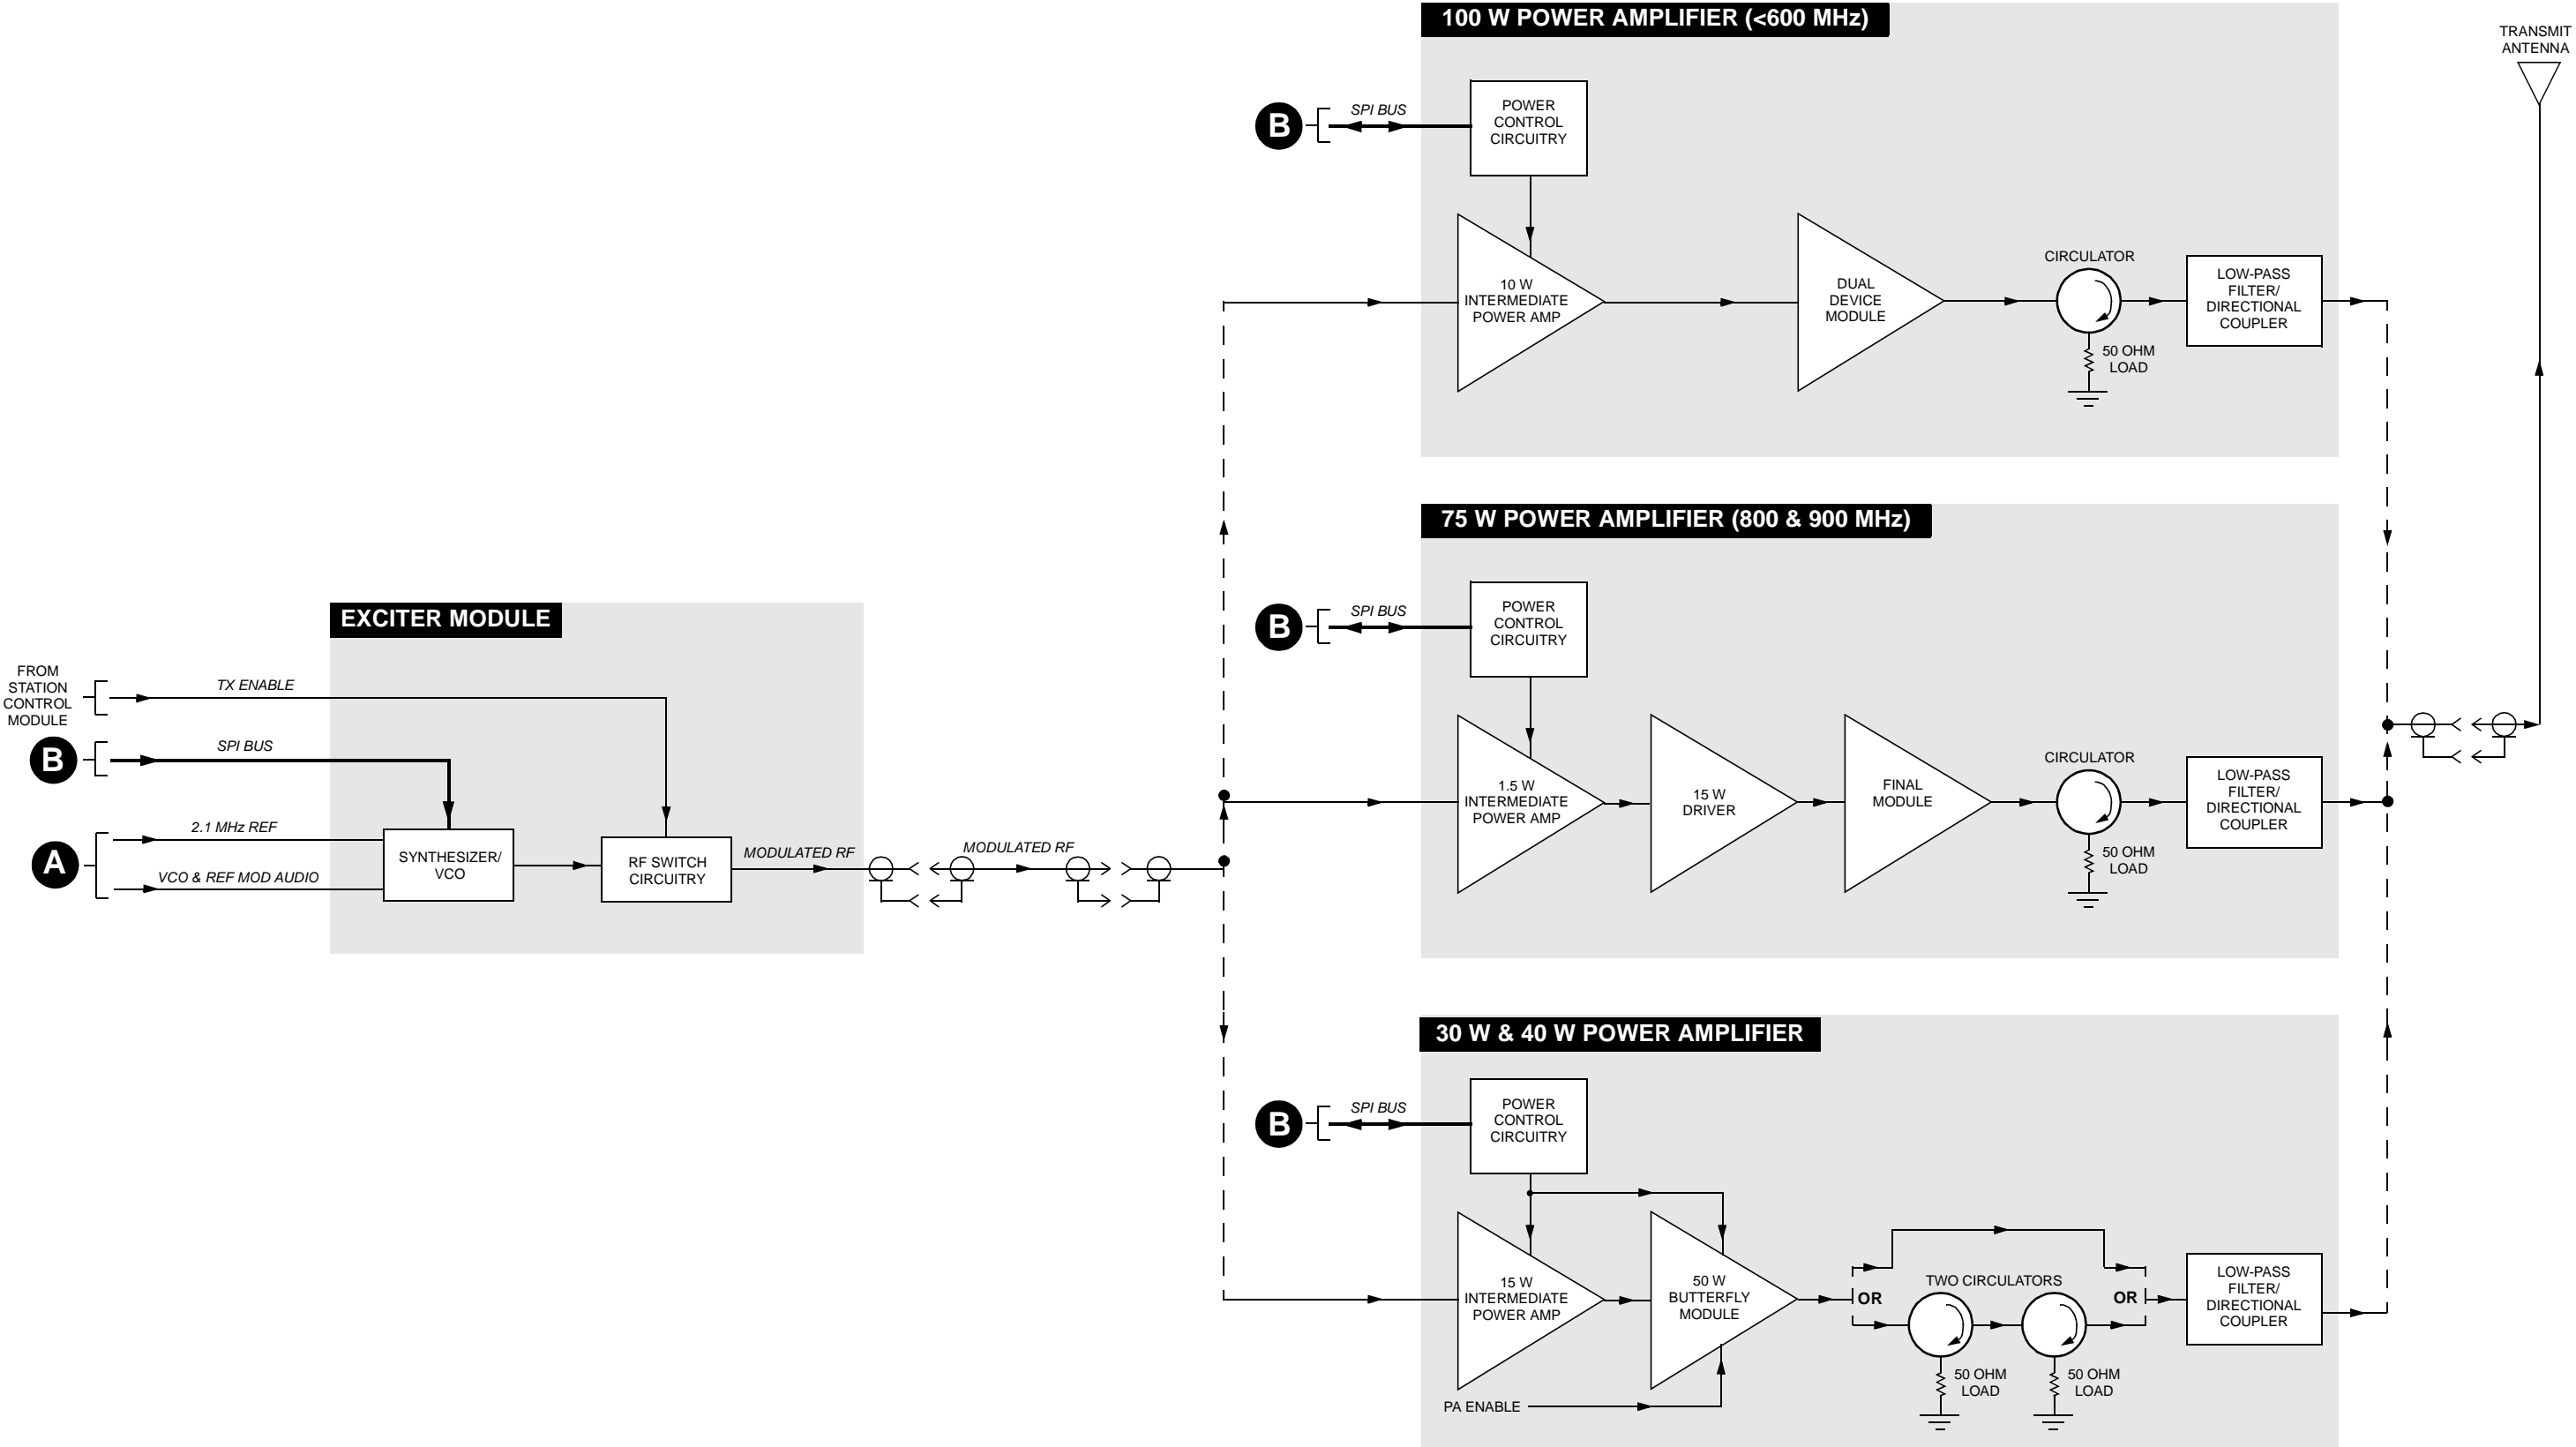 100 W POWER AMPLIFIER (<600 MHz)
TRANSMIT
ANTENNA
B
SPI BUS
POWER
CONTROL
CIRCUITRY
10 W
INTERMEDIATE
POWER AMP
DUAL
DEVICE
MODULE
CIRCULATOR
50 OHM
LOAD
LOW-PASS
FILTER/
DIRECTIONAL
COUPLER
75 W POWER AMPLIFIER (800 & 900 MHz)
B
SPI BUS
POWER
CONTROL
CIRCUITRY
1.5 W
INTERMEDIATE
POWER AMP
15 W
DRIVER
FINAL
MODULE
CIRCULATOR
50 OHM
LOAD
LOW-PASS
FILTER/
DIRECTIONAL
COUPLER
EXCITER MODULE
FROM
STATION
CONTROL
MODULE
TX ENABLE
B
SPI BUS
A
2.1 MHz REF
VCO & REF MOD AUDIO
SYNTHESIZER/
VCO
RF SWITCH
CIRCUITRY
MODULATED RF
MODULATED RF
30 W & 40 W POWER AMPLIFIER
B
SPI BUS
POWER
CONTROL
CIRCUITRY
15 W
INTERMEDIATE
POWER AMP
50 W
BUTTERFLY
MODULE
PA ENABLE
OR
TWO CIRCULATORS
OR
50 OHM
LOAD
50 OHM
LOAD
LOW-PASS
FILTER/
DIRECTIONAL
COUPLER